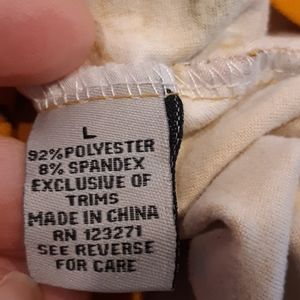 L
92% POLYESTER
8% SPANDEX
EXCLUSIVE OF
TRIMS
MADE IN CHINA
RN 123271
SEE REVERSE
FOR CARE